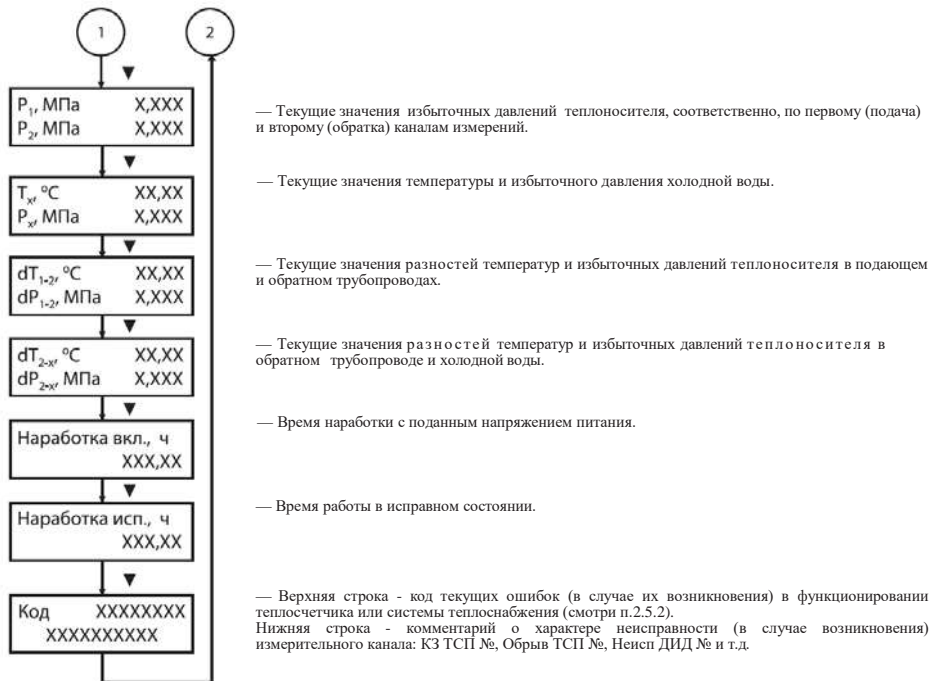 1 2
▼
P₁, МПа X,XXX
P₂, МПа X,XXX
— Текущие значения избыточных давлений теплоносителя, соответственно, по первому (подача)
и второму (обратка) каналам измерений.
▼
Tₓ, °C XX,XX
Pₓ, МПа X,XXX
— Текущие значения температуры и избыточного давления холодной воды.
▼
dT₁₋₂, °C XX,XX
dP₁₋₂, МПа X,XXX
— Текущие значения разностей температур и избыточных давлений теплоносителя в подающем
и обратном трубопроводах.
▼
dT₂₋ₓ, °C XX,XX
dP₂₋ₓ, МПа X,XXX
— Текущие значения разностей температур и избыточных давлений теплоносителя в
обратном трубопроводе и холодной воды.
▼
Наработка вкл., ч
XXX,XX
— Время наработки с поданным напряжением питания.
▼
Наработка исп., ч
XXX,XX
— Время работы в исправном состоянии.
▼
Код XXXXXXXX
XXXXXXXXXX
— Верхняя строка - код текущих ошибок (в случае их возникновения) в функционировании
теплосчетчика или системы теплоснабжения (смотри п.2.5.2).
Нижняя строка - комментарий о характере неисправности (в случае возникновения)
измерительного канала: КЗ ТСП №, Обрыв ТСП №, Неисп ДИД № и т.д.